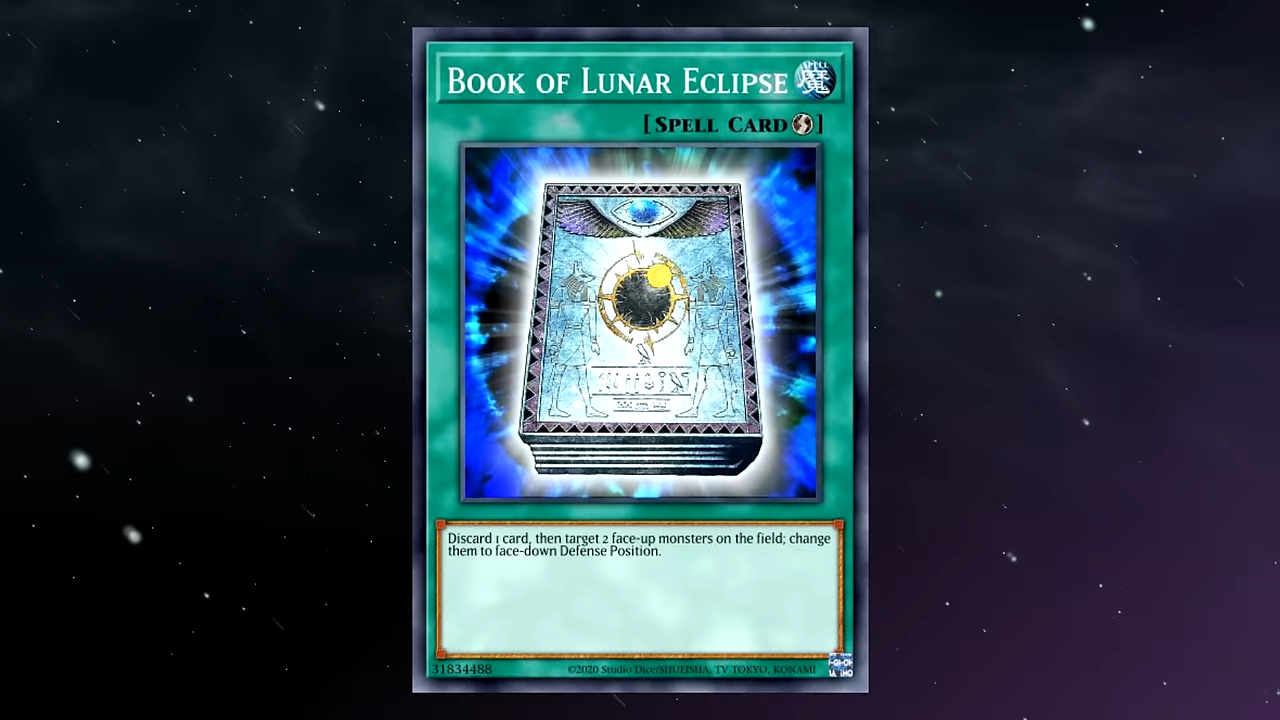 BOOK OF LUNAR ECLIPSE 魔
[SPELL CARD]
Discard 1 card, then target 2 face-up monsters on the field; change
them to face-down Defense Position.
31834488 ©2020 Studio Dice/SHUEISHA, TV TOKYO, KONAMI